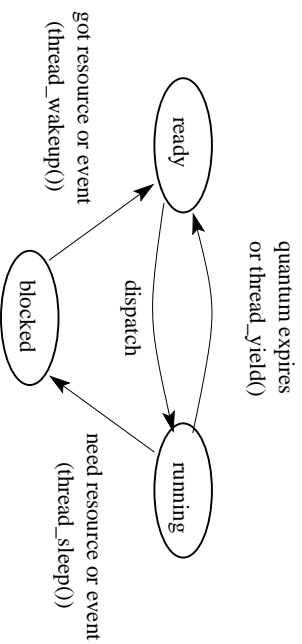 quantum expires
or thread_yield()
ready
running
dispatch
got resource or event
(thread_wakeup())
need resource or event
(thread_sleep())
blocked